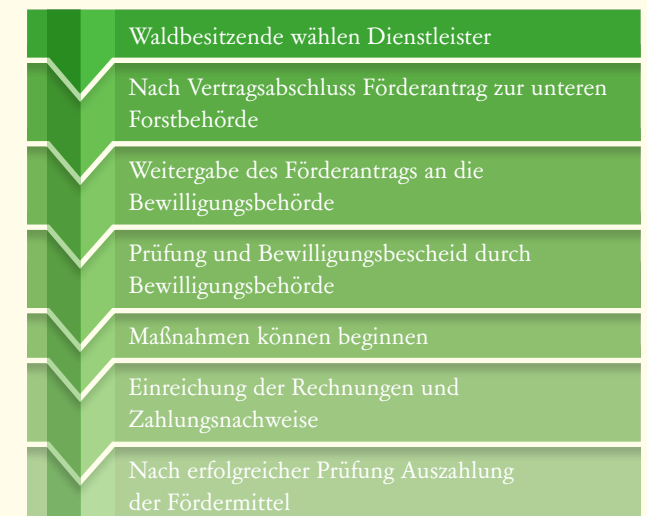 Waldbesitzende wählen Dienstleister
Nach Vertragsabschluss Förderantrag zur unteren
Forstbehörde
Weitergabe des Förderantrags an die
Bewilligungsbehörde
Prüfung und Bewilligungsbescheid durch
Bewilligungsbehörde
Maßnahmen können beginnen
Einreichung der Rechnungen und
Zahlungsnachweise
Nach erfolgreicher Prüfung Auszahlung
der Fördermittel